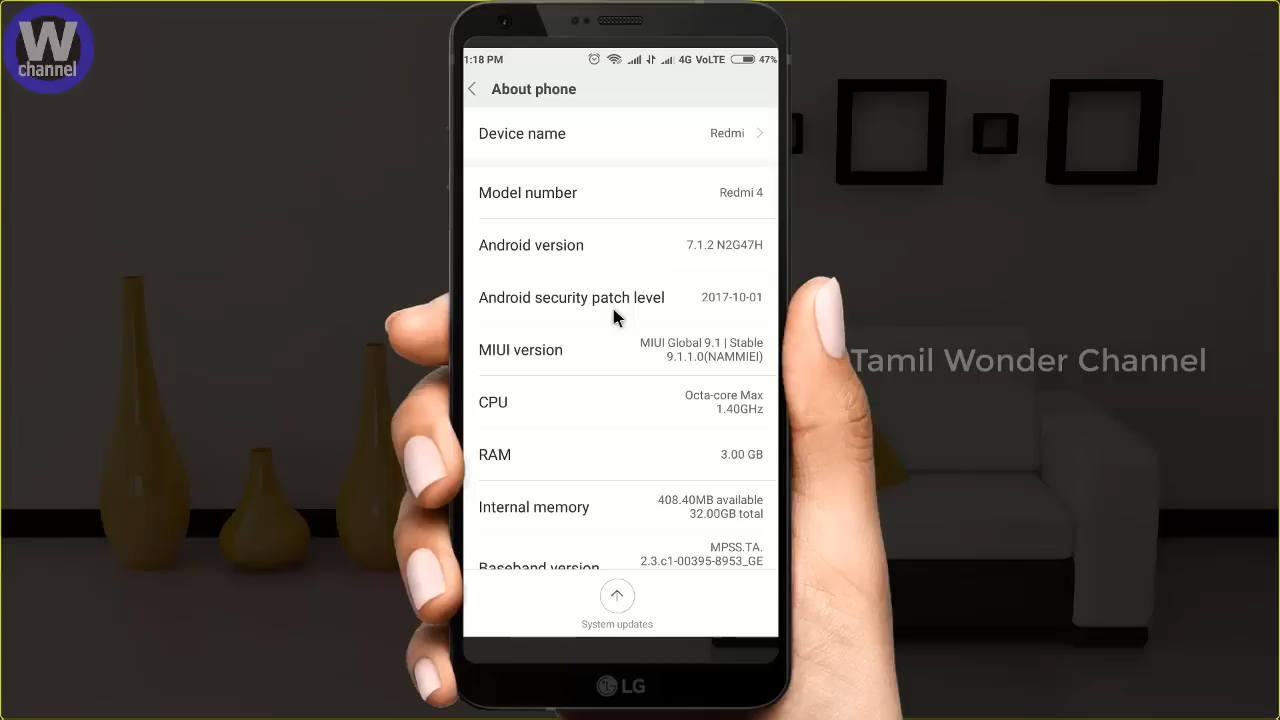 W
channel
1:18 PM
4G VoLTE 47%
About phone
Device name Redmi
Model number Redmi 4
Android version 7.1.2 N2G47H
Android security patch level 2017-10-01
MIUI version MIUI Global 9.1 | Stable
9.1.1.0(NAMMIEI)
CPU Octa-core Max
1.40GHz
RAM 3.00 GB
Internal memory 408.40MB available
32.00GB total
Baseband version MPSS.TA.
2.3.c1-00395-8953_GE
System updates
LG
Tamil Wonder Channel